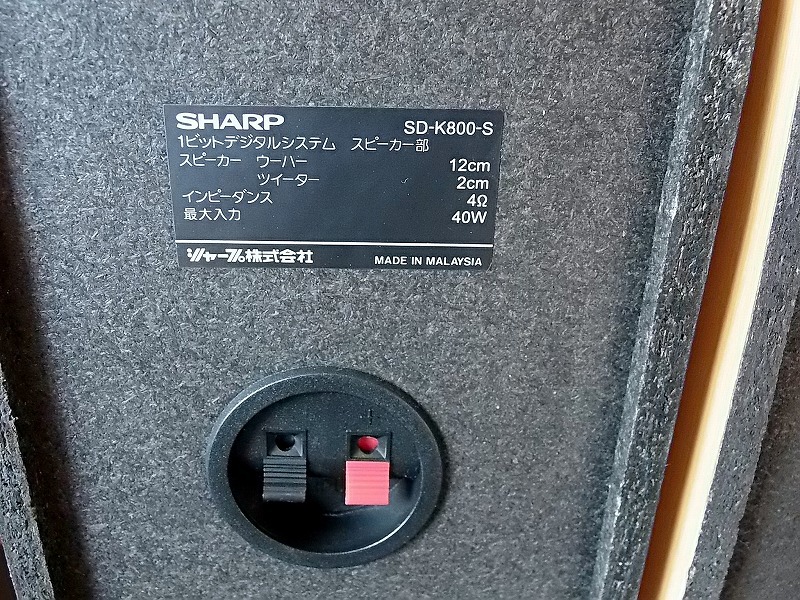 SHARP SD-K800-S
1ビットデジタルシステム スピーカー部
スピーカー ウーハー 12cm
ツイーター 2cm
インピーダンス 4Ω
最大入力 40W
シャープ株式会社 MADE IN MALAYSIA